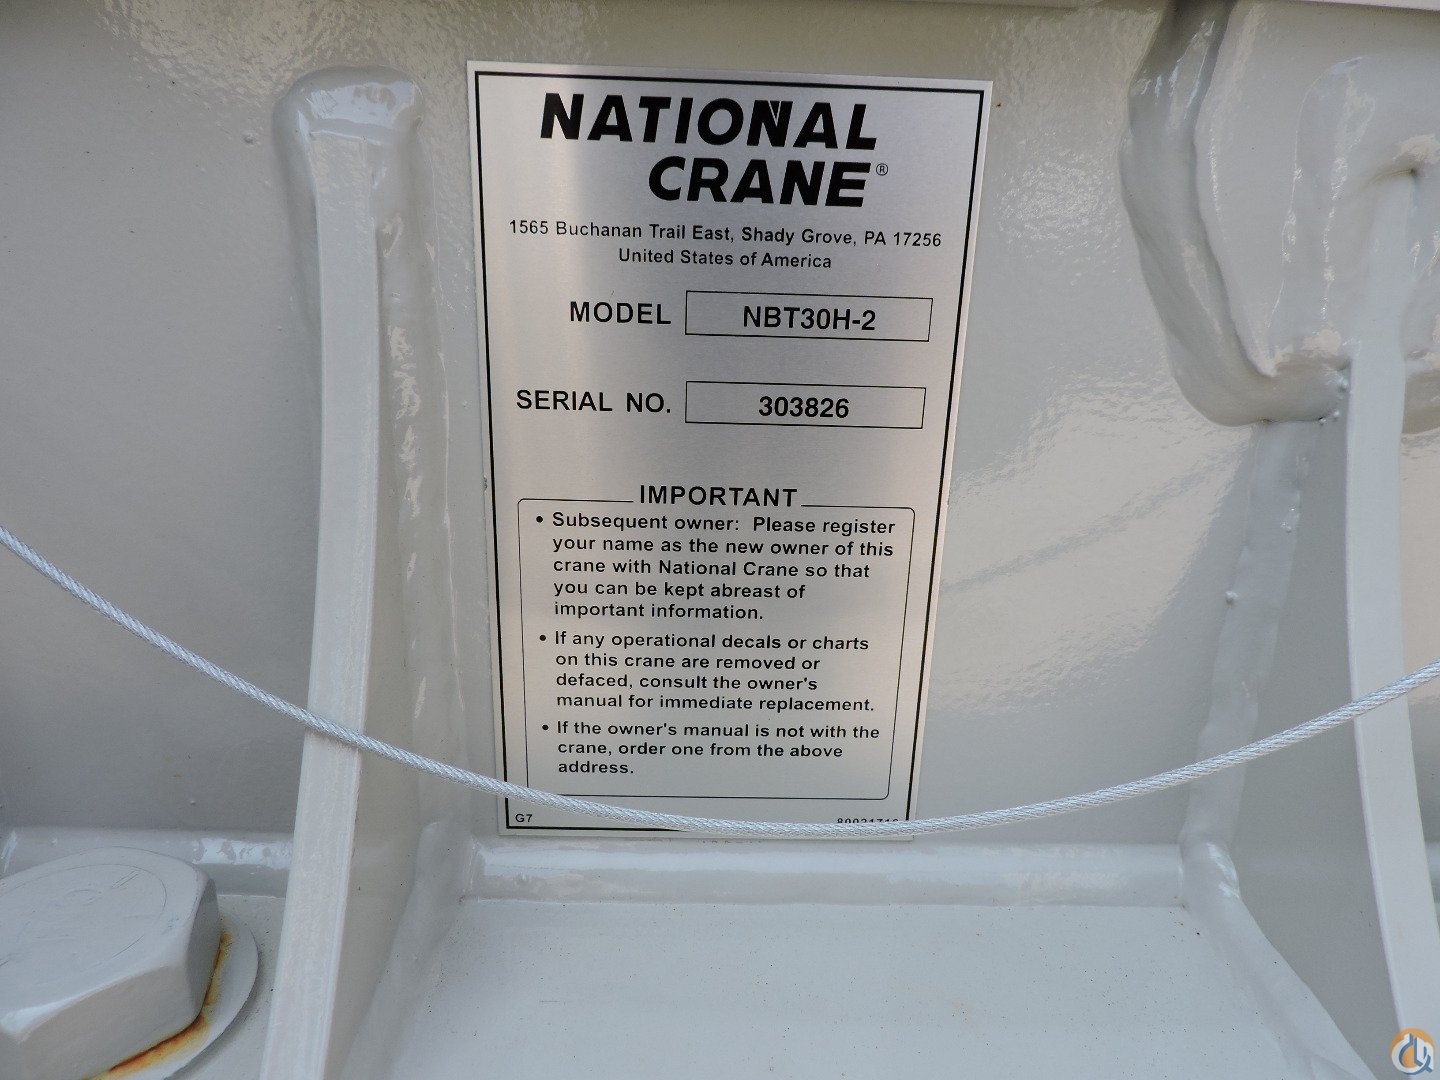 NATIONAL
CRANE®
1565 Buchanan Trail East, Shady Grove, PA 17256
United States of America
MODEL NBT30H-2
SERIAL NO. 303826
IMPORTANT
• Subsequent owner: Please register
your name as the new owner of this
crane with National Crane so that
you can be kept abreast of
important information.
• If any operational decals or charts
on this crane are removed or
defaced, consult the owner's
manual for immediate replacement.
• If the owner's manual is not with the
crane, order one from the above
address.
G7